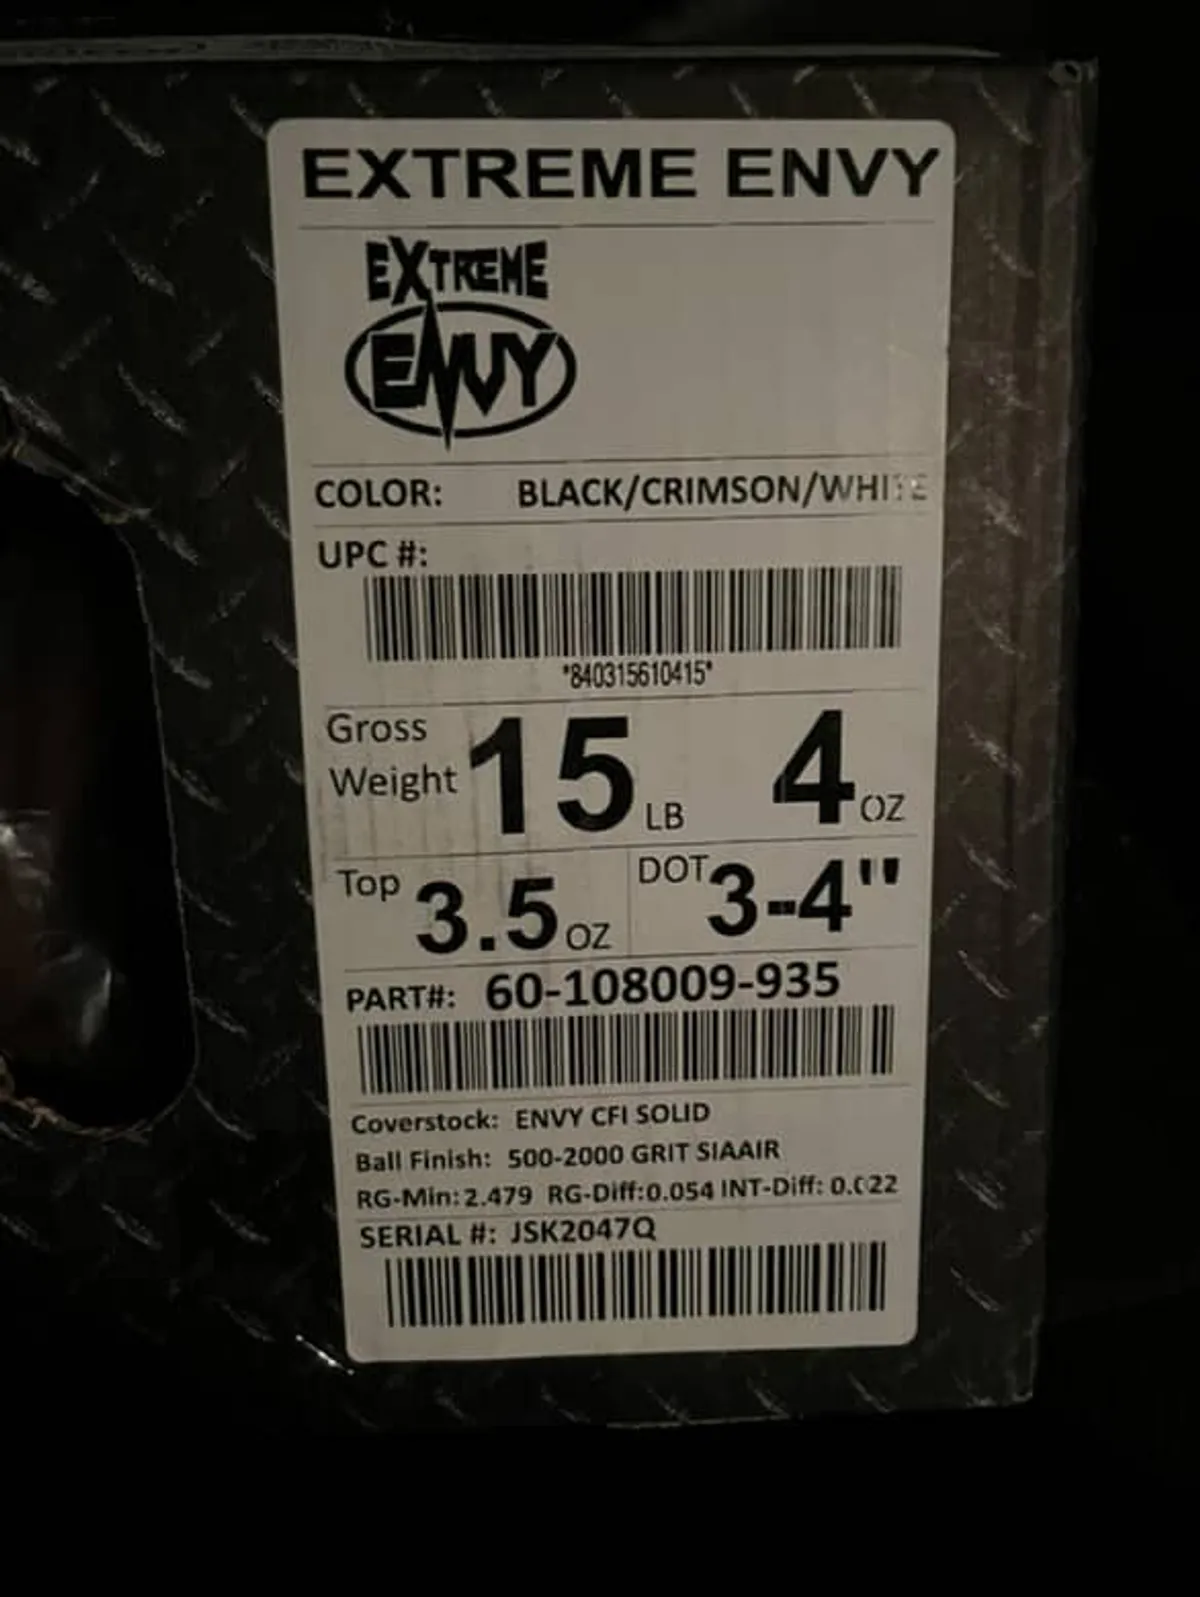 EXTREME ENVY
EXTREME
ENVY
COLOR: BLACK/CRIMSON/WHITE
UPC #:
*840315610415*
Gross Weight 15 LB 4 OZ
Top 3.5 OZ DOT 3-4"
PART#: 60-108009-935
Coverstock: ENVY CFI SOLID
Ball Finish: 500-2000 GRIT SIAAIR
RG-Min: 2.479 RG-Diff:0.054 INT-Diff: 0.022
SERIAL #: JSK2047Q